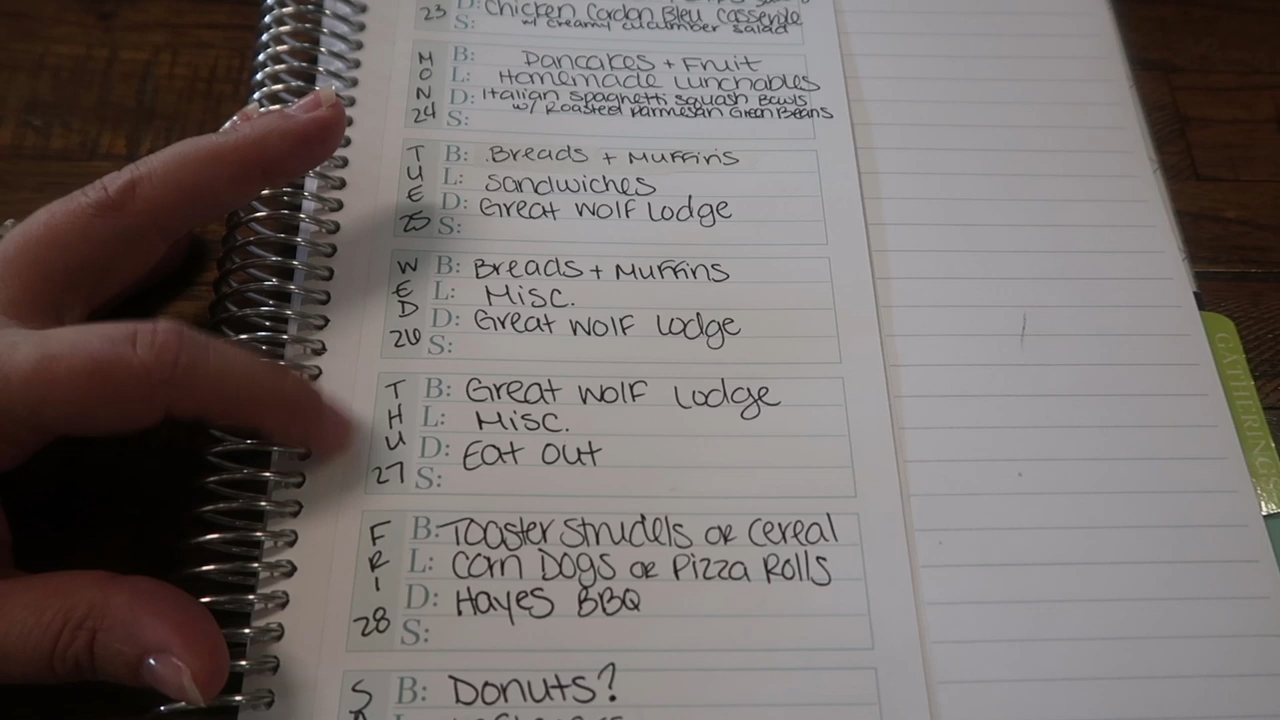 23 D: Chicken Cordon Bleu Casserole
S: w/ creamy cucumber salad
MON 24
B: Pancakes + Fruit
L: Homemade Lunchables
D: Italian Spaghetti Squash Bowls
w/ Roasted Parmesan Green Beans
S:
TUE 25
B: Breads + Muffins
L: Sandwiches
D: Great Wolf Lodge
S:
WED 26
B: Breads + Muffins
L: Misc.
D: Great Wolf Lodge
S:
THU 27
B: Great Wolf Lodge
L: Misc.
D: Eat out
S:
FRI 28
B: Toaster Strudels or Cereal
L: Corn Dogs or Pizza Rolls
D: Hayes BBQ
S:
S
B: Donuts?
GATHERING